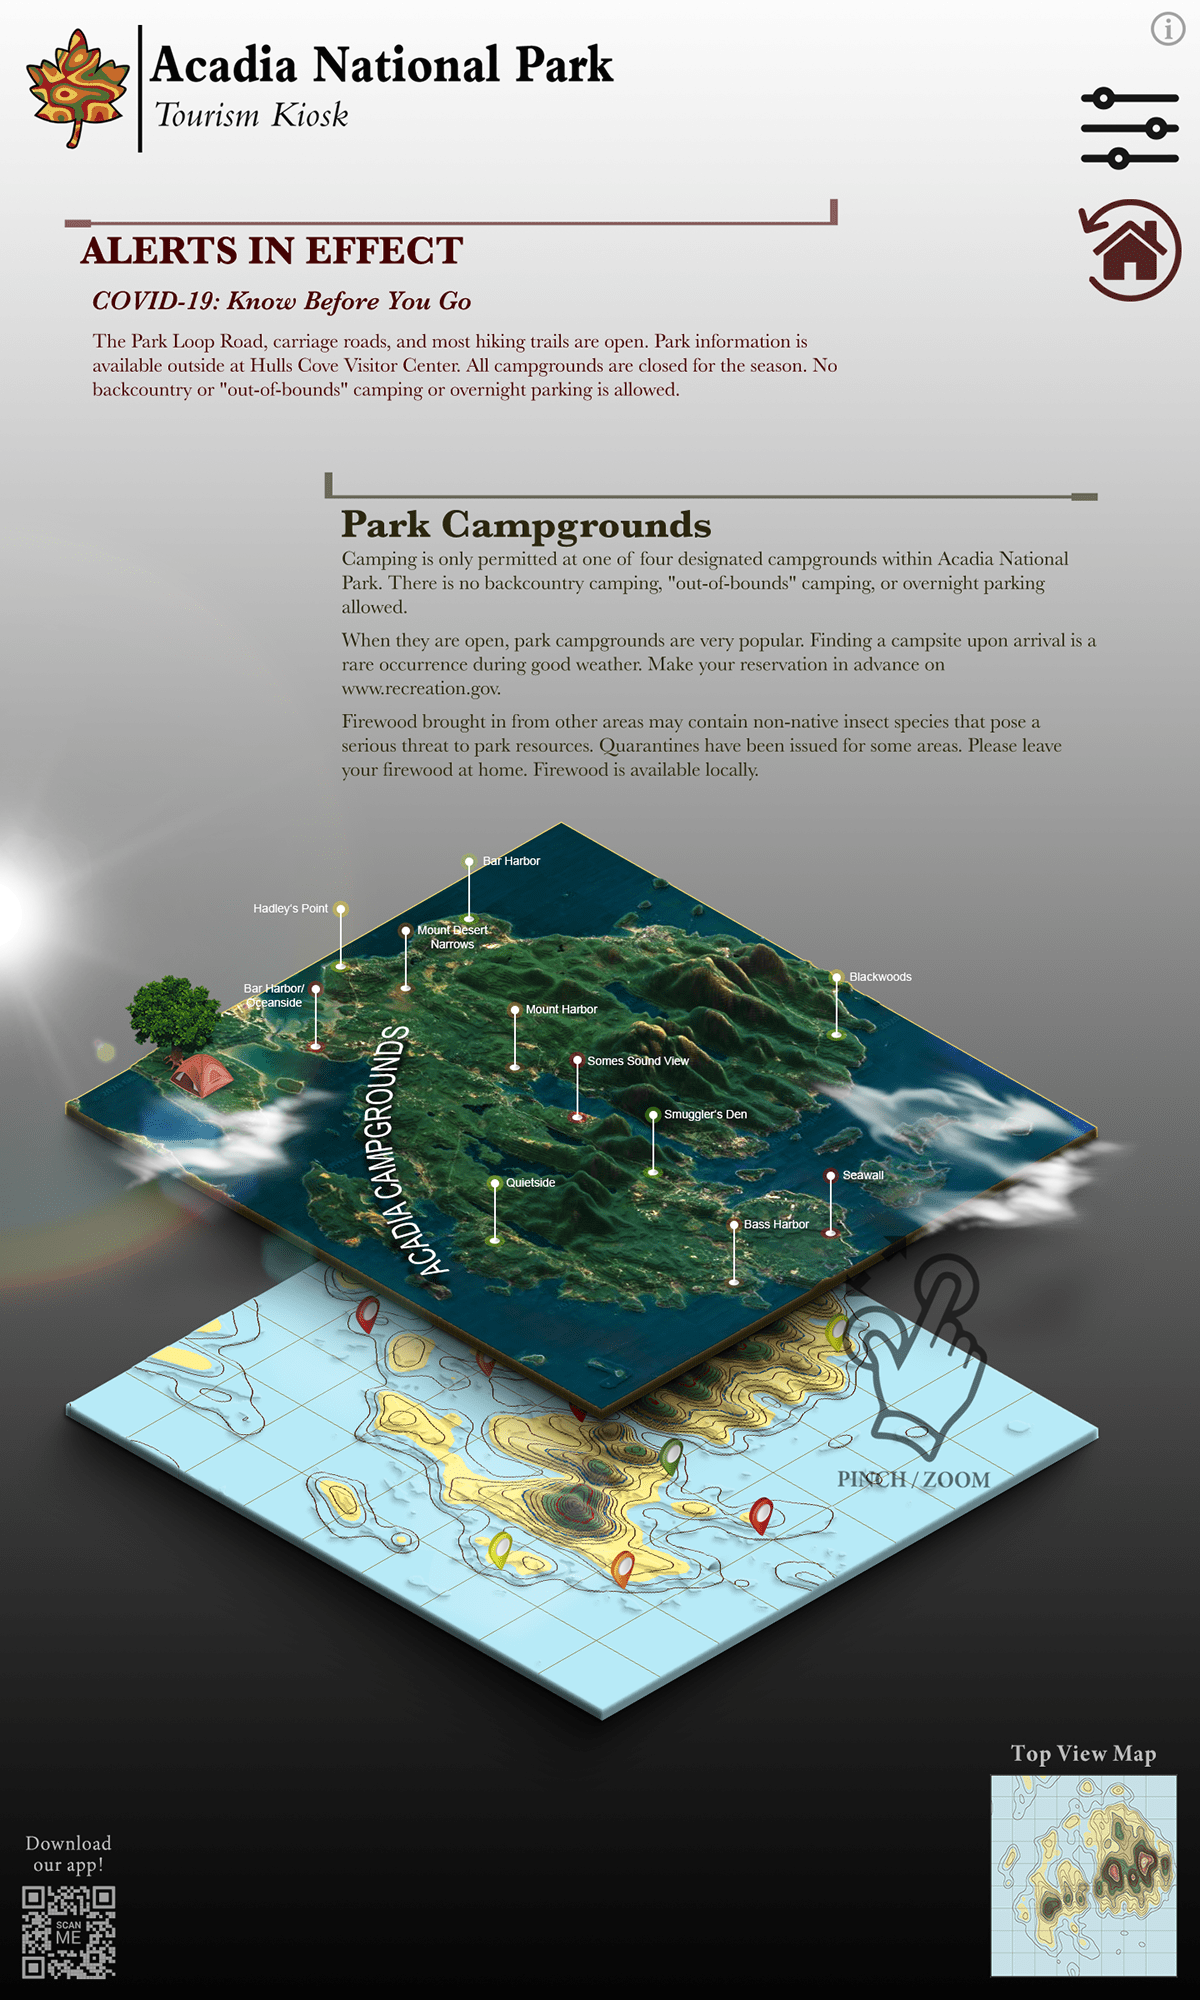 Acadia National Park
Tourism Kiosk
ALERTS IN EFFECT
COVID-19: Know Before You Go
The Park Loop Road, carriage roads, and most hiking trails are open. Park information is
available outside at Hulls Cove Visitor Center. All campgrounds are closed for the season. No
backcountry or "out-of-bounds" camping or overnight parking is allowed.
Park Campgrounds
Camping is only permitted at one of four designated campgrounds within Acadia National
Park. There is no backcountry camping, "out-of-bounds" camping, or overnight parking
allowed.
When they are open, park campgrounds are very popular. Finding a campsite upon arrival is a
rare occurrence during good weather. Make your reservation in advance on
www.recreation.gov.
Firewood brought in from other areas may contain non-native insect species that pose a
serious threat to park resources. Quarantines have been issued for some areas. Please leave
your firewood at home. Firewood is available locally.
Bar Harbor
Hadley's Point
Mount Desert
Narrows
Blackwoods
Bar Harbor/
Oceanside
Mount Harbor
Somes Sound View
Smuggler's Den
ACADIA CAMPGROUNDS
Quietside
Seawall
Bass Harbor
PINCH / ZOOM
Top View Map
Download
our app!
SCAN
ME